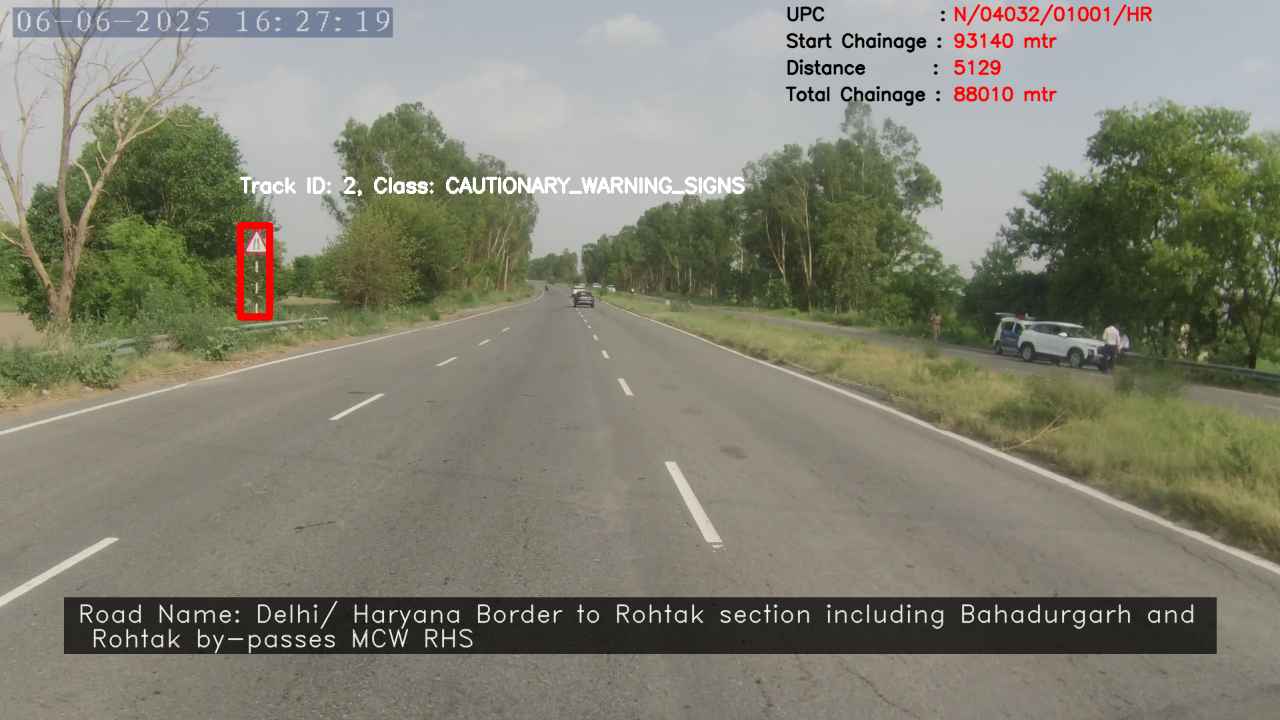 06-06-2025 16:27:19
UPC : N/04032/01001/HR
Start Chainage : 93140 mtr
Distance : 5129
Total Chainage : 88010 mtr
Track ID: 2, Class: CAUTIONARY_WARNING_SIGNS
Road Name: Delhi/ Haryana Border to Rohtak section including Bahadurgarh and
Rohtak by-passes MCW RHS